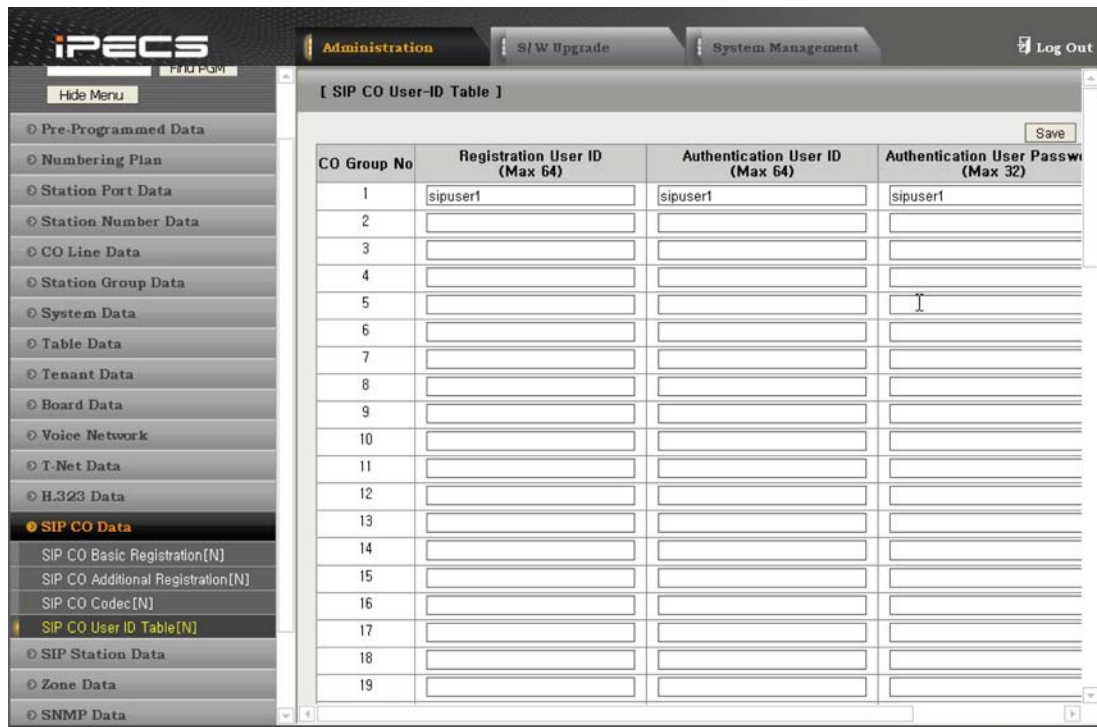 iPECS
Administration
S/W Upgrade
System Management
Log Out
Find PGM
Hide Menu
Pre-Programmed Data
Numbering Plan
Station Port Data
Station Number Data
CO Line Data
Station Group Data
System Data
Table Data
Tenant Data
Board Data
Voice Network
T-Net Data
H.323 Data
SIP CO Data
SIP CO Basic Registration[N]
SIP CO Additional Registration[N]
SIP CO Codec[N]
SIP CO User ID Table[N]
SIP Station Data
Zone Data
SNMP Data
[ SIP CO User-ID Table ]
Save
CO Group No
Registration User ID
(Max 64)
Authentication User ID
(Max 64)
Authentication User Passw
(Max 32)
1 sipuser1 sipuser1 sipuser1
2
3
4
5
6
7
8
9
10
11
12
13
14
15
16
17
18
19